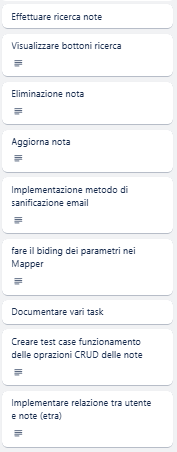 Effettuare ricerca note
Visualizzare bottoni ricerca
Eliminazione nota
Aggiorna nota
Implementazione metodo di
sanificazione email
fare il biding dei parametri nei
Mapper
Documentare vari task
Creare test case funzionamento
delle oprazioni CRUD delle note
Implementare relazione tra utente
e note (etra)